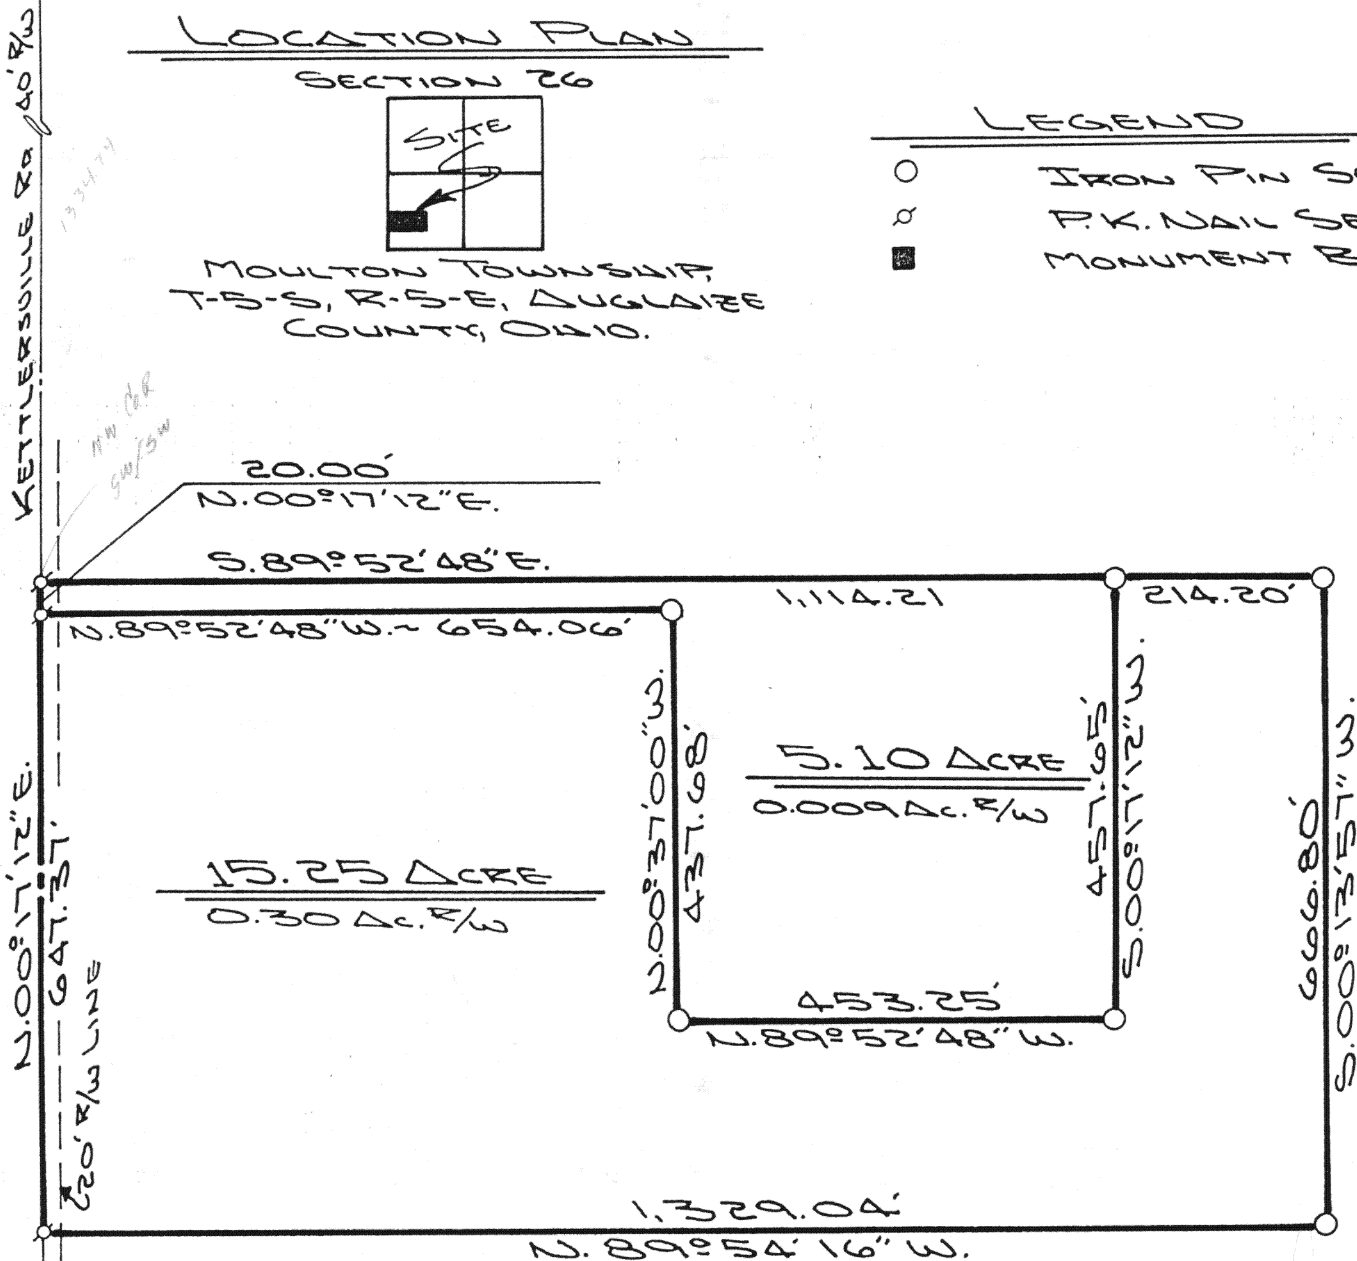 LOCATION PLAN
SECTION 26
SITE
MOULTON TOWNSHIP,
T-5-S, R-5-E, AUGLAIZE
COUNTY, OHIO.
LEGEND
IRON PIN
P.K. NAIL SE
MONUMENT
KETTLERSVILLE RD 40' R/W
133474
NW COR
SW/SW
20.00'
N.00°17'12"E.
S.89°52'48"E.
1,114.21
214.20'
N.89°52'48"W.~ 654.06'
N.00°37'00"W.
437.68'
5.10 ACRE
0.009 AC. R/W
457.65'
S.00°17'12"W.
666.80'
S.00°13'57"W.
15.25 ACRE
0.30 AC. R/W
N.00°17'12"E.
647.37'
20' R/W LINE
453.25'
N.89°52'48"W.
1,329.04'
N.89°54'16"W.